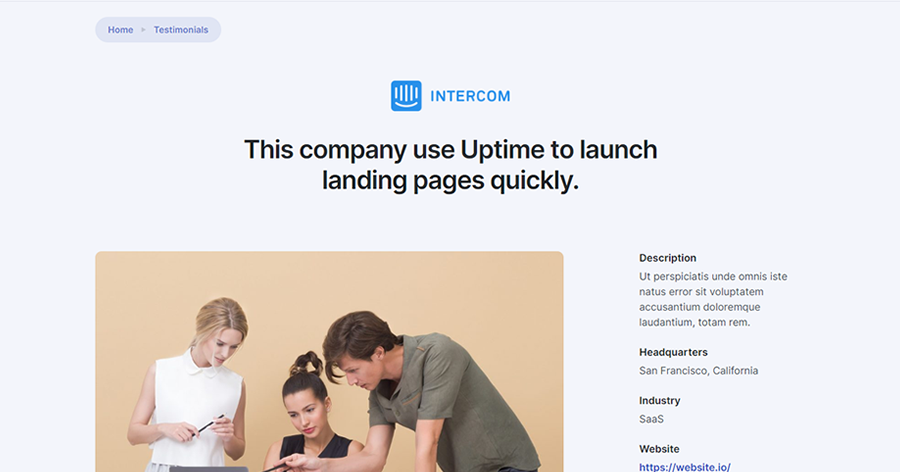 Home ▸ Testimonials
INTERCOM
This company use Uptime to launch
landing pages quickly.
Description
Ut perspiciatis unde omnis iste
natus error sit voluptatem
accusantium doloremque
laudantium, totam rem.
Headquarters
San Francisco, California
Industry
SaaS
Website
https://website.io/